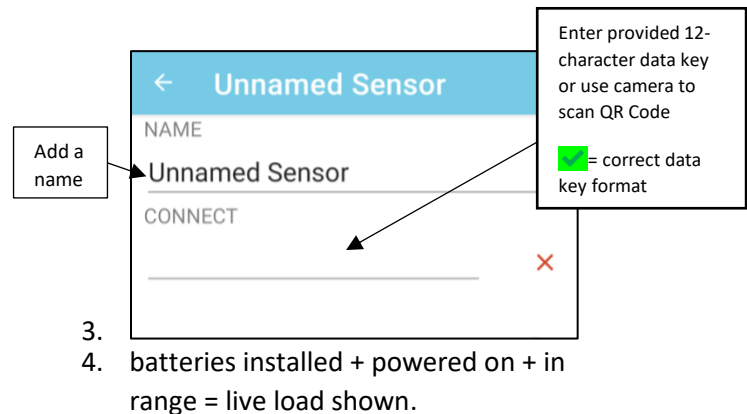 Enter provided 12-
character data key
or use camera to
scan QR Code
✓= correct data
key format
← Unnamed Sensor
NAME
Add a
name
Unnamed Sensor
CONNECT
×
3.
4. batteries installed + powered on + in
range = live load shown.